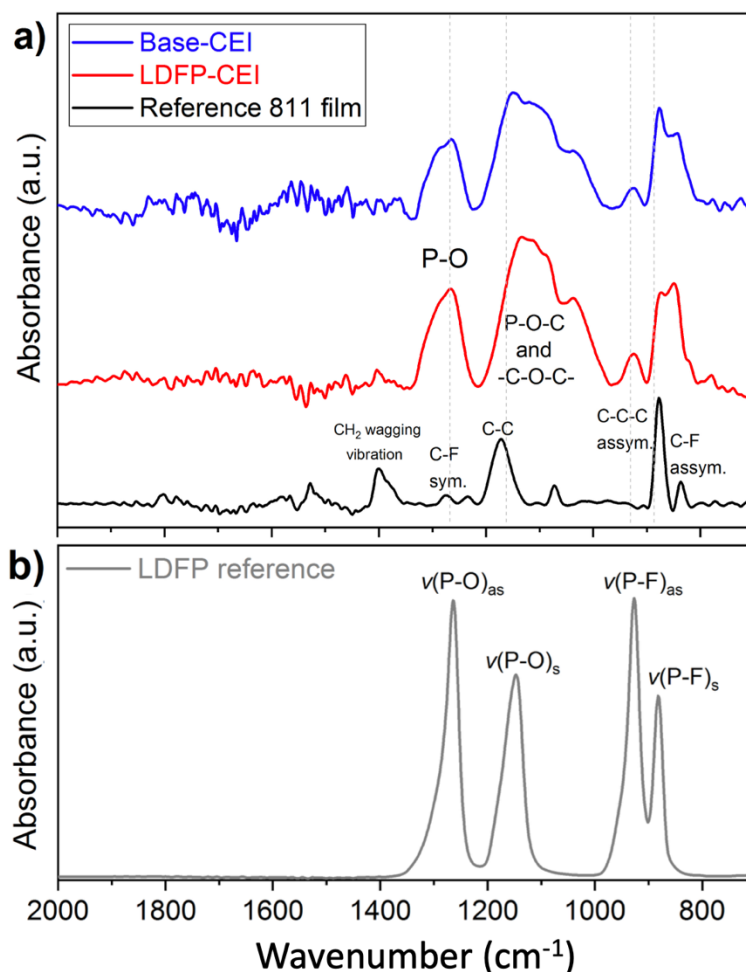 a)
Base-CEI
LDFP-CEI
Reference 811 film
Absorbance (a.u.)
P-O
P-O-C
and
-C-O-C-
CH₂ wagging
vibration
C-F
sym.
C-C
C-C-C
assym.
C-F
assym.
b)
LDFP reference
Absorbance (a.u.)
ν(P-O)as
ν(P-O)s
ν(P-F)as
ν(P-F)s
2000 1800 1600 1400 1200 1000 800
Wavenumber (cm⁻¹)